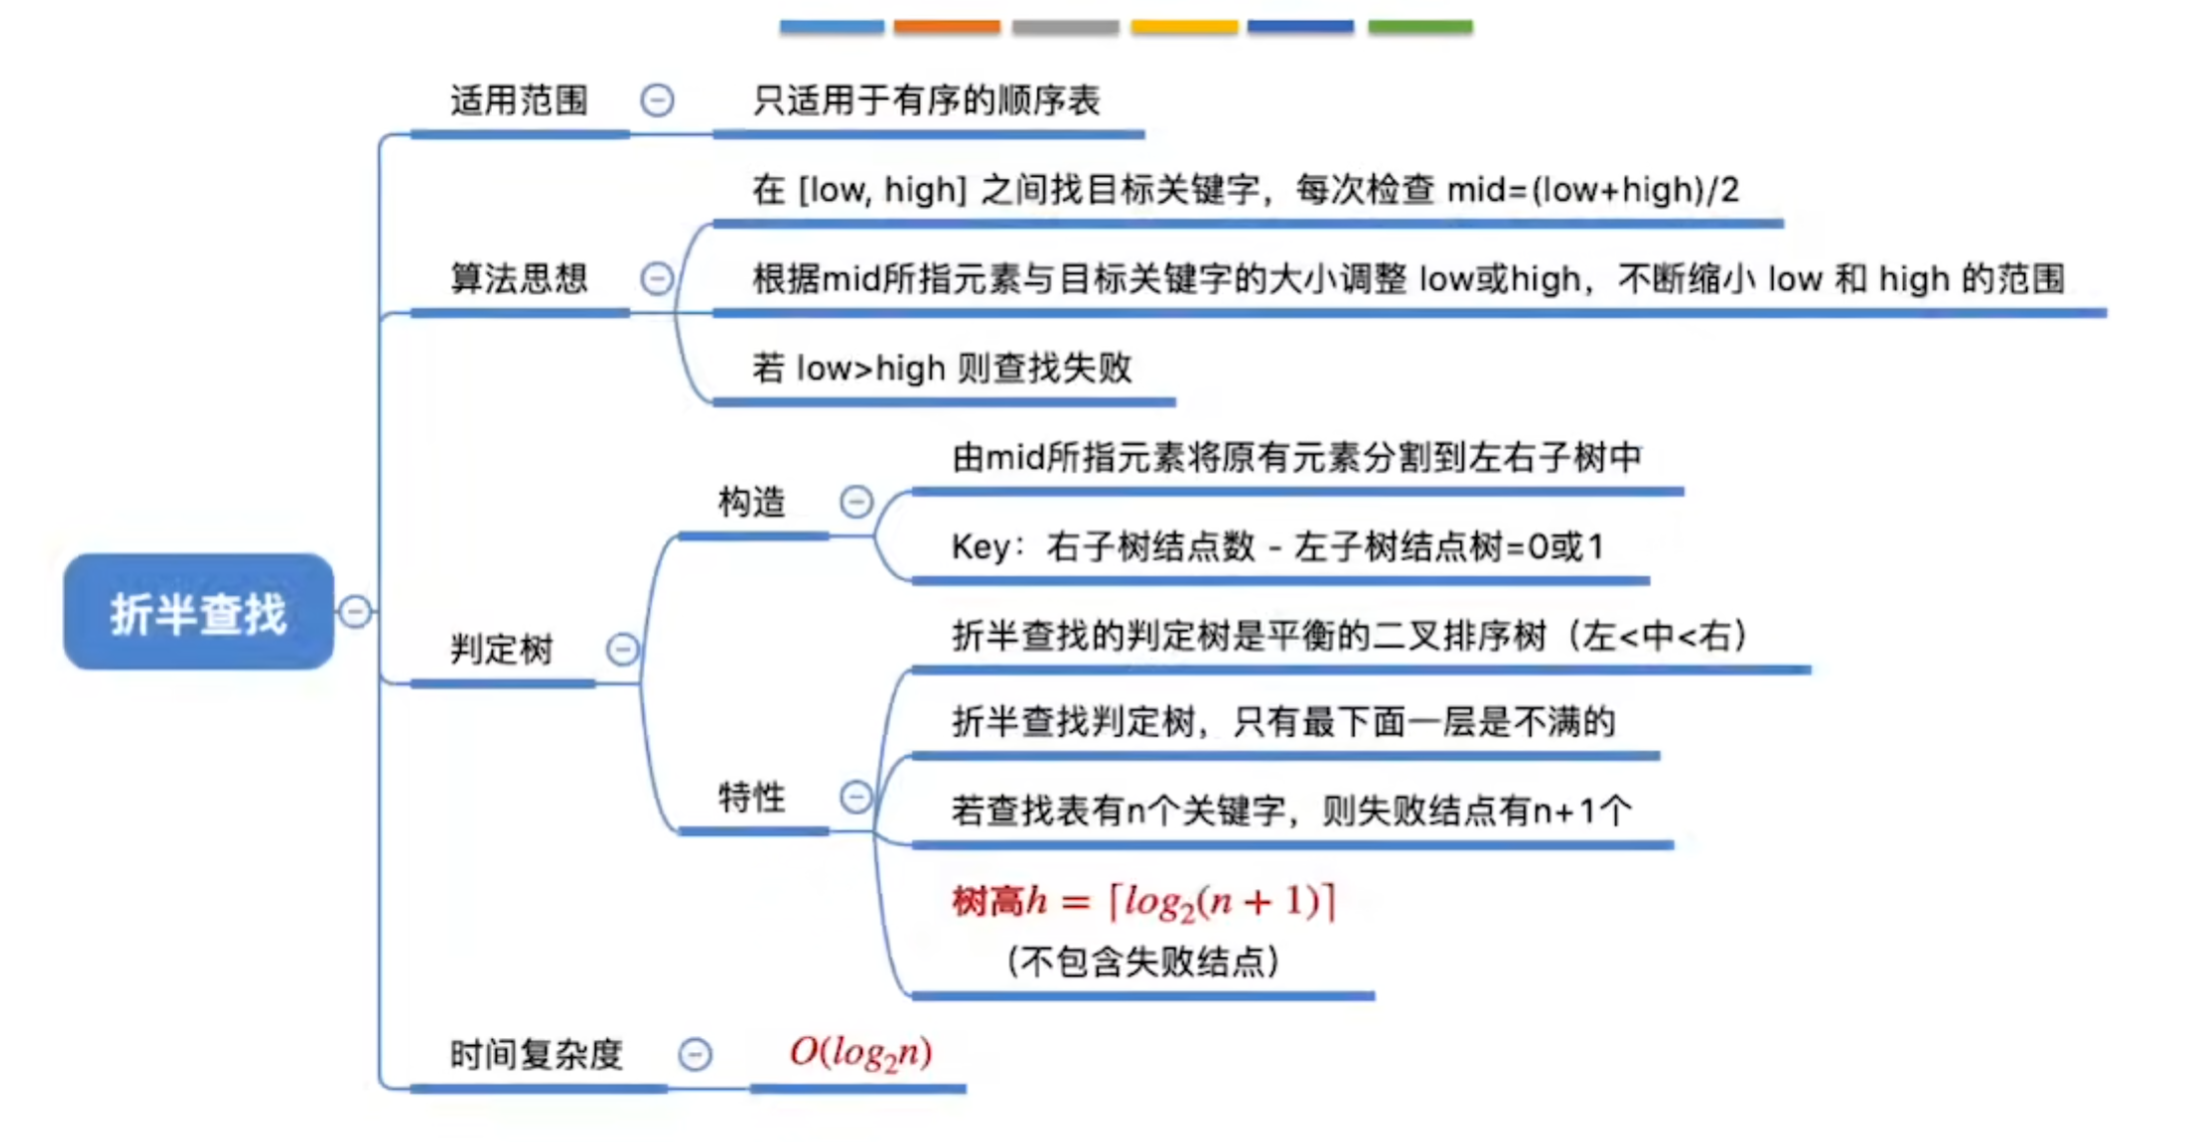 适用范围
只适用于有序的顺序表
在 [low, high] 之间找目标关键字，每次检查 mid=(low+high)/2
算法思想
根据mid所指元素与目标关键字的大小调整 low或high，不断缩小 low 和 high 的范围
若 low>high 则查找失败
由mid所指元素将原有元素分割到左右子树中
构造
Key：右子树结点数 - 左子树结点树=0或1
折半查找
折半查找的判定树是平衡的二叉排序树（左<中<右）
判定树
折半查找判定树，只有最下面一层是不满的
特性
若查找表有n个关键字，则失败结点有n+1个
树高h = ⌈log₂(n + 1)⌉
（不包含失败结点）
时间复杂度
O(log₂n)